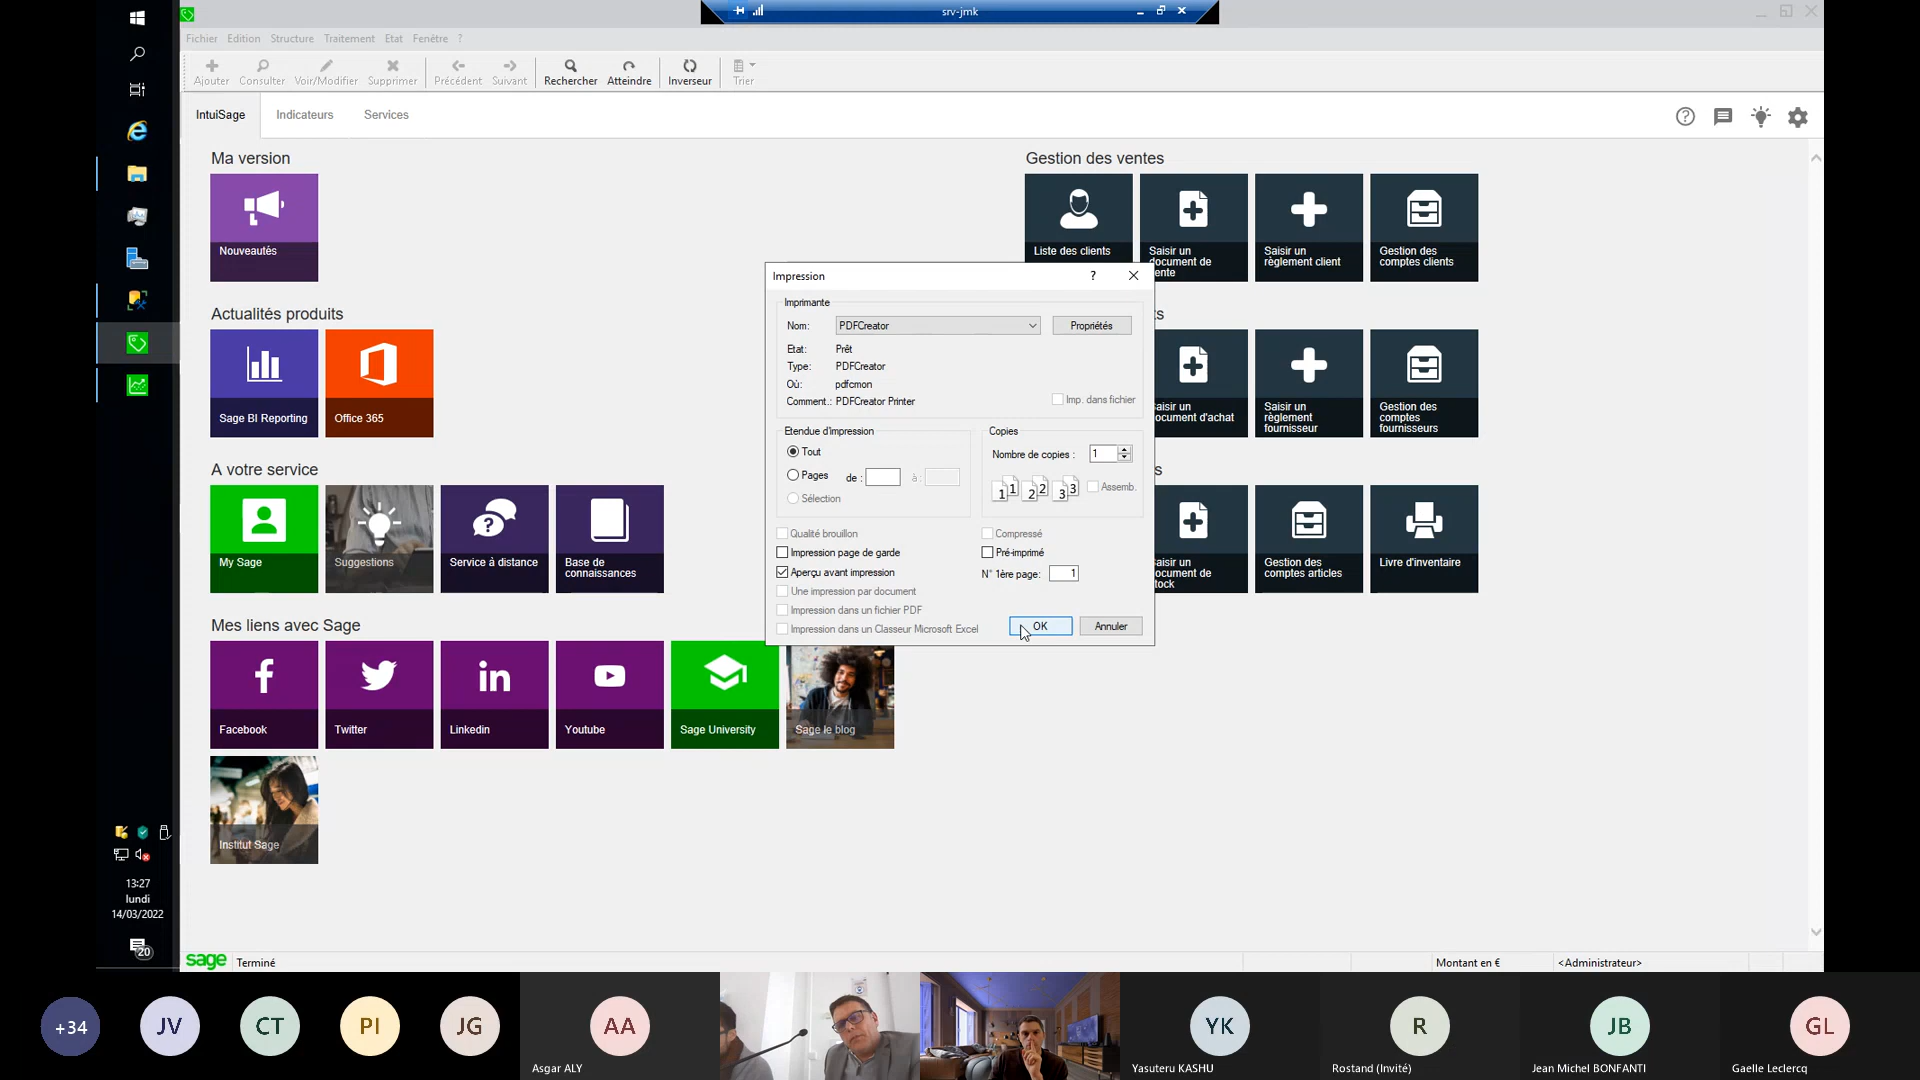 srv-jmk
Fichier Edition Structure Traitement Etat Fenêtre ?
Ajouter Consulter Voir/Modifier Supprimer Précédent Suivant Rechercher Atteindre Inverseur Trier
IntuiSage Indicateurs Services
Ma version
Nouveautés
Actualités produits
Sage BI Reporting
Office 365
A votre service
My Sage
Suggestions
Service à distance
Base de
connaissances
Mes liens avec Sage
Facebook
Twitter
Linkedin
Youtube
Sage University
Sage le blog
Institut Sage
Gestion des ventes
Liste des clients
Saisir un
document de
Saisir un
règlement client
Gestion des
comptes clients
Saisir un
règlement
fournisseur
Gestion des
comptes
fournisseurs
Gestion des
comptes articles
Livre d'inventaire
Impression ?
Imprimante
Nom: PDFCreator Propriétés
Etat: Prêt
Type: PDFCreator
Où: pdfcmon
Comment.: PDFCreator Printer
Imp. dans fichier
Etendue d'impression
Tout
Pages de : à :
Sélection
Copies
Nombre de copies : 1
1 1 2 2 3 3 Assemb.
Qualité brouillon
Impression page de garde
Aperçu avant impression
Une impression par document
Impression dans un fichier PDF
Impression dans un Classeur Microsoft Excel
Compressé
Pré-imprimé
N° 1ère page: 1
OK Annuler
13:27
lundi
14/03/2022
20
sage Terminé Montant en € <Administrateur>
+34 JV CT PI JG AA YK R JB GL
Asgar ALY Yasuteru KASHU Rostand (Invité) Jean Michel BONFANTI Gaelle Leclercq